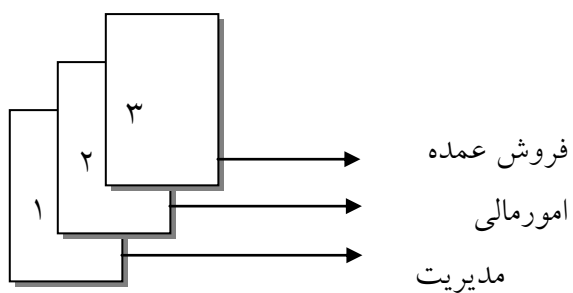 ۳
۲
۱
فروش عمده
امورمالی
مدیریت